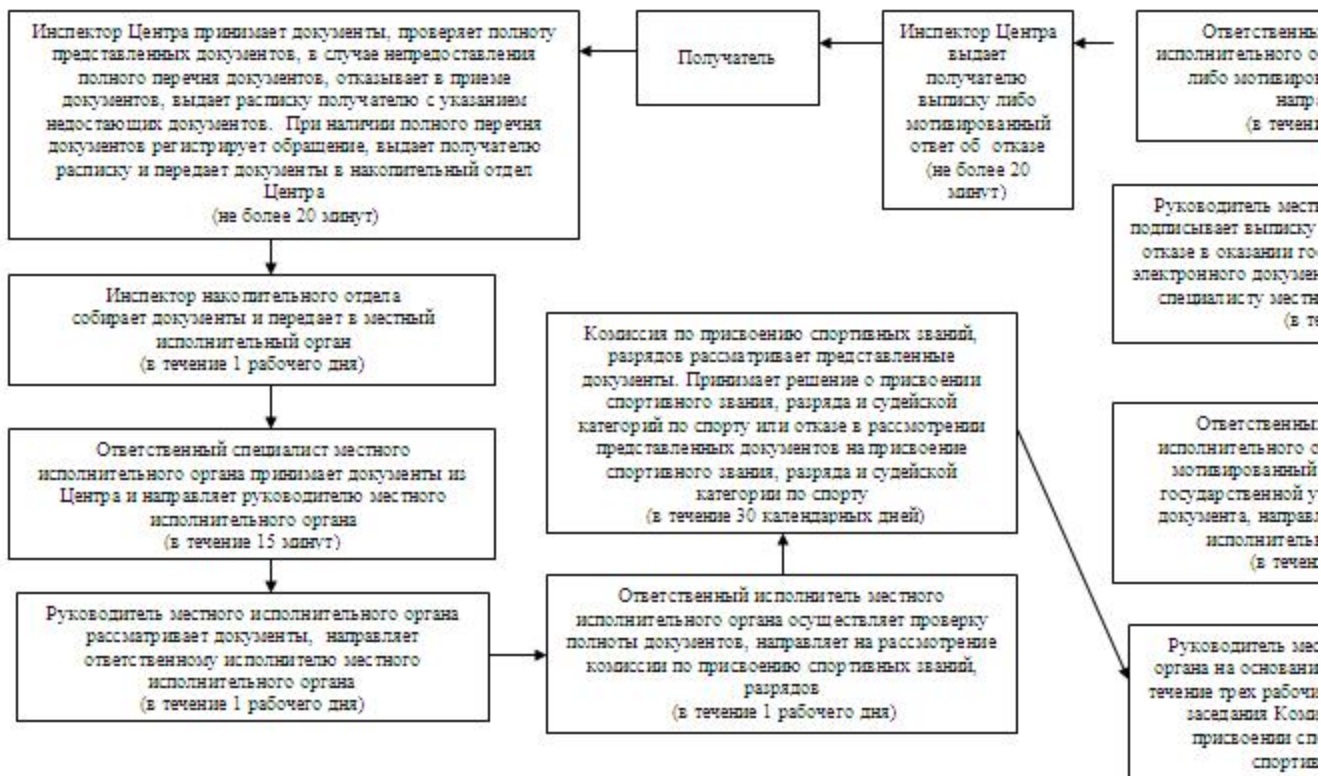 Инспектор Центра принимает документы, проверяет полноту
представленных документов, в случае непредоставления
полного перечня документов, отказывает в приеме
документов, выдает расписку получателю с указанием
недостающих документов. При наличии полного перечня
документов регистрирует обращение, выдает получателю
расписку и передает документы в накопительный отдел
Центра
(не более 20 минут)
Получатель
Инспектор Центра
выдает
получателю
выписку либо
мотивированный
ответ об отказе
(не более 20
минут)
Инспектор накопительного отдела
собирает документы и передает в местный
исполнительный орган
(в течение 1 рабочего дня)
Ответственный специалист местного
исполнительного органа принимает документы из
Центра и направляет руководителю местного
исполнительного органа
(в течение 15 минут)
Руководитель местного исполнительного органа
рассматривает документы, направляет
ответственному исполнителю местного
исполнительного органа
(в течение 1 рабочего дня)
Комиссия по присвоению спортивных званий,
разрядов рассматривает представленные
документы. Принимает решение о присвоении
спортивного звания, разряда и судейской
категорий по спорту или отказе в рассмотрении
представленных документов на присвоение
спортивного звания, разряда и судейской
категории по спорту
(в течение 30 календарных дней)
Ответственный исполнитель местного
исполнительного органа осуществляет проверку
полноты документов, направляет на рассмотрение
комиссии по присвоению спортивных званий,
разрядов
(в течение 1 рабочего дня)
Ответственны
исполнительного о
либо мотивиров
напра
(в течени
Руководитель мест
подписывает выписку
отказе в оказании го
электронного докумен
специалисту местн
(в те
Ответственны
исполнительного о
мотивированный
государственной у
документа, направл
исполнитель
(в течен
Руководитель мес
органа на основани
течение трех рабочи
заседания Коми
присвоении сп
спортив